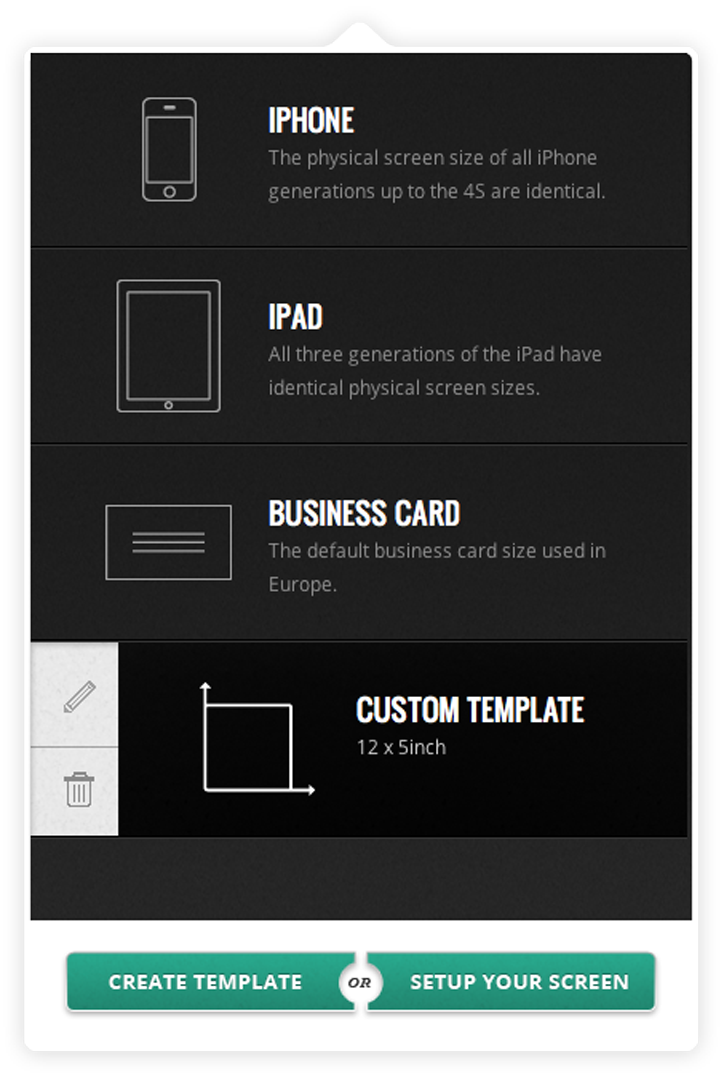 IPHONE
The physical screen size of all iPhone
generations up to the 4S are identical.
IPAD
All three generations of the iPad have
identical physical screen sizes.
BUSINESS CARD
The default business card size used in
Europe.
CUSTOM TEMPLATE
12 x 5inch
CREATE TEMPLATE OR SETUP YOUR SCREEN